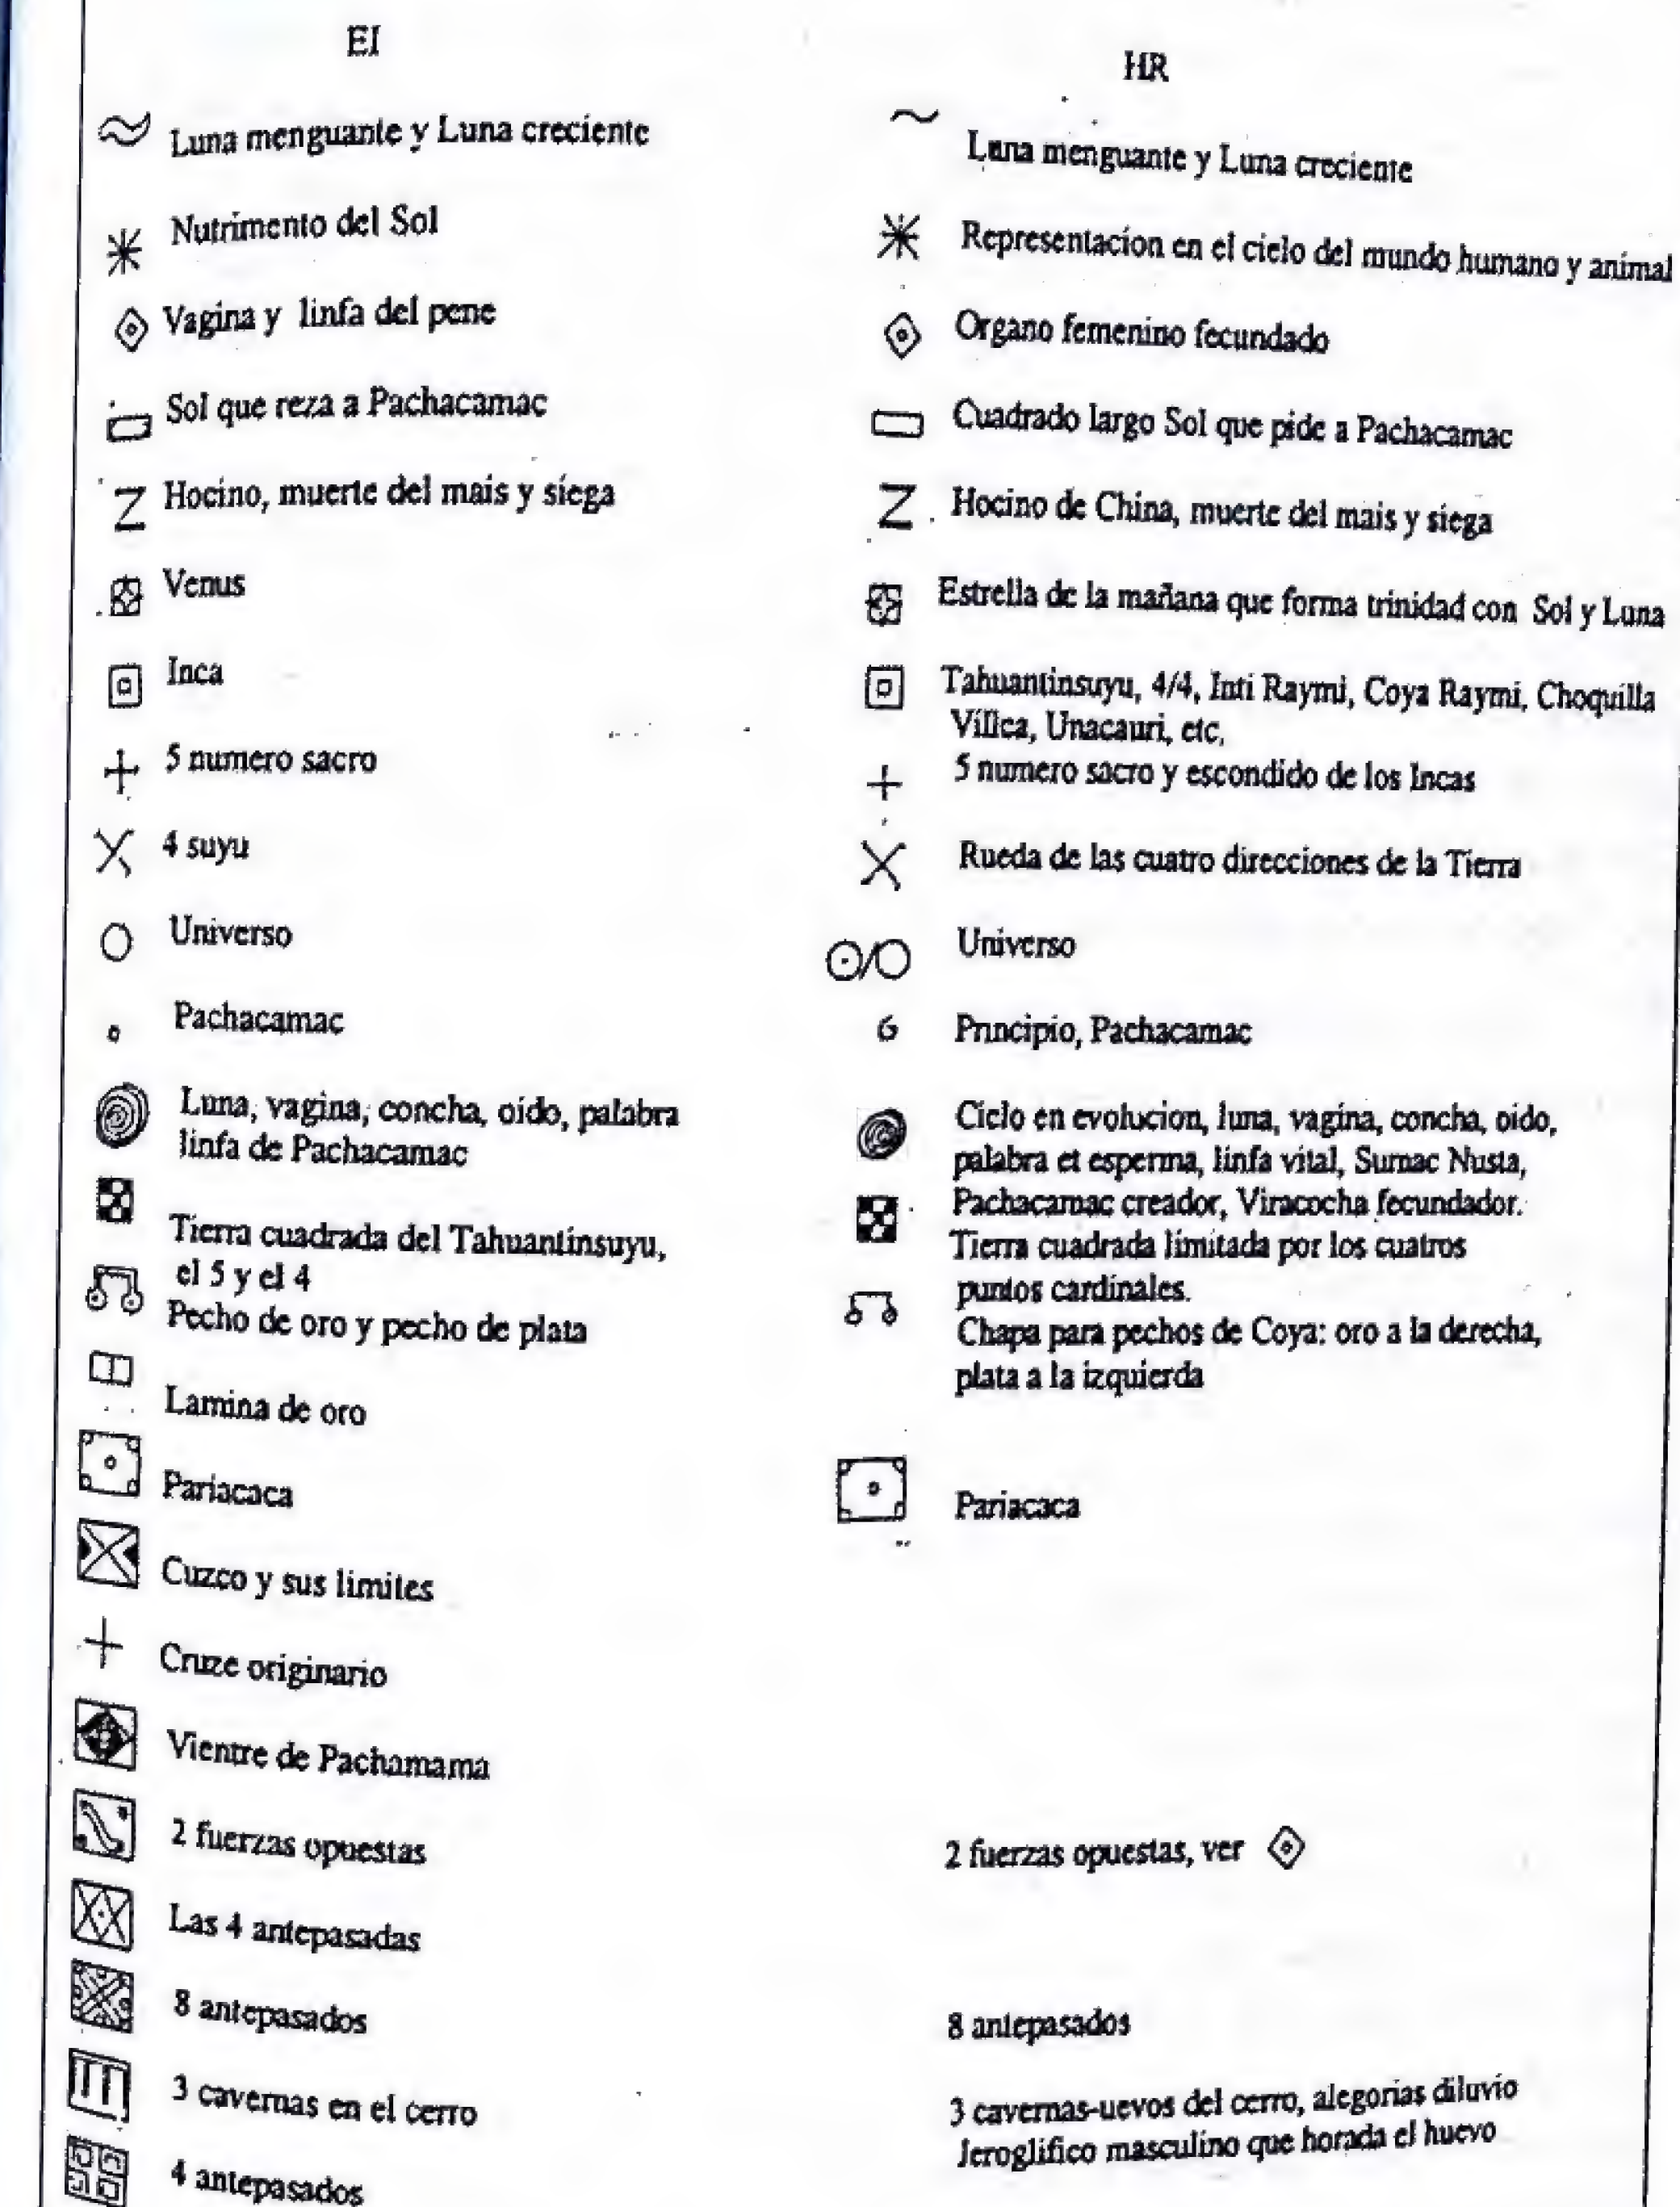 EI
Luna menguante y Luna creciente
Nutrimento del Sol
Vagina y linfa del pene
Sol que reza a Pachacamac
Hocino, muerte del mais y siega
Venus
Inca
5 numero sacro
4 suyu
Universo
Pachacamac
Luna, vagina, concha, oido, palabra
linfa de Pachacamac
Tierra cuadrada del Tahuantinsuyu,
el 5 y el 4
Pecho de oro y pecho de plata
Lamina de oro
Pariacaca
Cuzco y sus limites
Cruze originario
Vientre de Pachamama
2 fuerzas opuestas
Las 4 antepasadas
8 antepasados
3 cavernas en el cerro
4 antepasados
HR
Luna menguante y Luna creciente
Representacion en el cielo del mundo humano y animal
Organo femenino fecundado
Cuadrado largo Sol que pide a Pachacamac
Hocino de China, muerte del mais y siega
Estrella de la mañana que forma trinidad con Sol y Luna
Tahuantinsuyu, 4/4, Inti Raymi, Coya Raymi, Choquilla
Villca, Unacauri, etc,
5 numero sacro y escondido de los Incas
Rueda de las cuatro direcciones de la Tierra
Universo
Principio, Pachacamac
Ciclo en evolucion, luna, vagina, concha, oido,
palabra et esperma, linfa vital, Sumac Nusta,
Pachacamac creador, Viracocha fecundador.
Tierra cuadrada limitada por los cuatros
puntos cardinales.
Chapa para pechos de Coya: oro a la derecha,
plata a la izquierda
Pariacaca
2 fuerzas opuestas, ver
8 antepasados
3 cavernas-uevos del cerro, alegorias diluvio
Jeroglifico masculino que horada el huevo